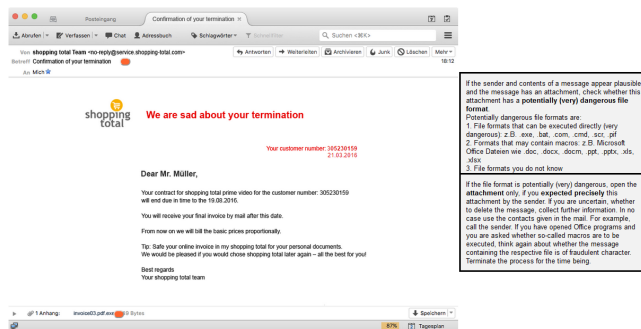 Posteingang
Confirmation of your termination ×
Abrufen
Verfassen
Chat
Adressbuch
Schlagwörter
Suchen <⌘K>
Von shopping total Team <no-reply@service.shopping-total.com>
Antworten
Weiterleiten
Archivieren
Junk
Löschen
Mehr
Betreff Confirmation of your termination
18:12
An Mich
shopping
total
We are sad about your termination
Your customer number: 305230159
21.03.2016
Dear Mr. Müller,
Your contract for shopping total prime video for the customer number: 305230159
will end due in time to the 19.08.2016.
You will receive your final invoice by mail after this date.
From now on we will bill the basic prices proportionally.
Tip: Safe your online invoice in my shopping total for your personal documents.
We would be pleased if you would chose shopping total later again – all the best for you!
Best regards
Your shopping total team
1 Anhang:
invoice03.pdf.exe
Bytes
Speichern
87%
Tagesplan
If the sender and contents of a message appear plausible
and the message has an attachment, check whether this
attachment has a potentially (very) dangerous file
format.
Potentially dangerous file formats are:
1. File formats that can be executed directly (very
dangerous): z.B. .exe, .bat, .com, .cmd, .scr, .pif
2. Formats that may contain macros: z.B. Microsoft
Office Dateien wie .doc, .docx, .docm, .ppt, .pptx, .xls,
.xlsx
3. File formats you do not know
If the file format is potentially (very) dangerous, open the
attachment only, if you expected precisely this
attachment by the sender. If you are uncertain, whether
to delete the message, collect further information. In no
case use the contacts given in the mail. For example,
call the sender. If you have opened Office programs and
you are asked whether so-called macros are to be
executed, think again about whether the message
containing the respective file is of fraudulent character.
Terminate the process for the time being.